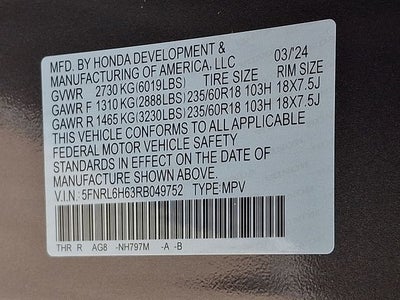 MFD. BY HONDA DEVELOPMENT &
MANUFACTURING OF AMERICA, LLC 03/'24
GVWR 2730 KG(6019LBS) TIRE SIZE RIM SIZE
GAWR F 1310 KG(2888LBS) 235/60R18 103H 18X7.5J
GAWR R 1465 KG(3230LBS) 235/60R18 103H 18X7.5J
THIS VEHICLE CONFORMS TO ALL APPLICABLE
FEDERAL MOTOR VEHICLE SAFETY
STANDARDS IN EFFECT ON THE DATE OF
MANUFACTURE SHOWN ABOVE.
V.I.N.: 5FNRL6H63RB049752 TYPE:MPV
THR R AG8 -NH797M -A -B